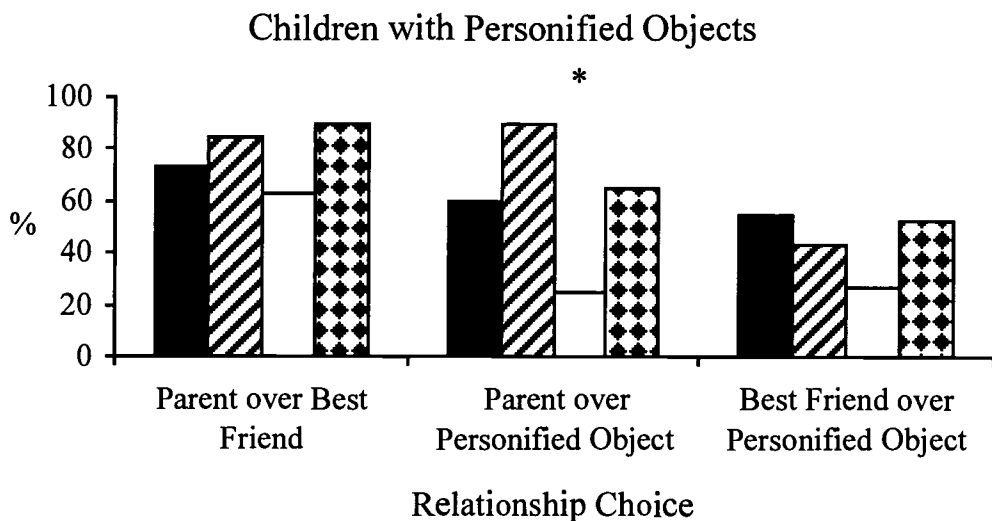 Children with Personified Objects
*
100
80
60
40
20
0
%
Parent over Best
Friend
Parent over
Personified Object
Best Friend over
Personified Object
Relationship Choice